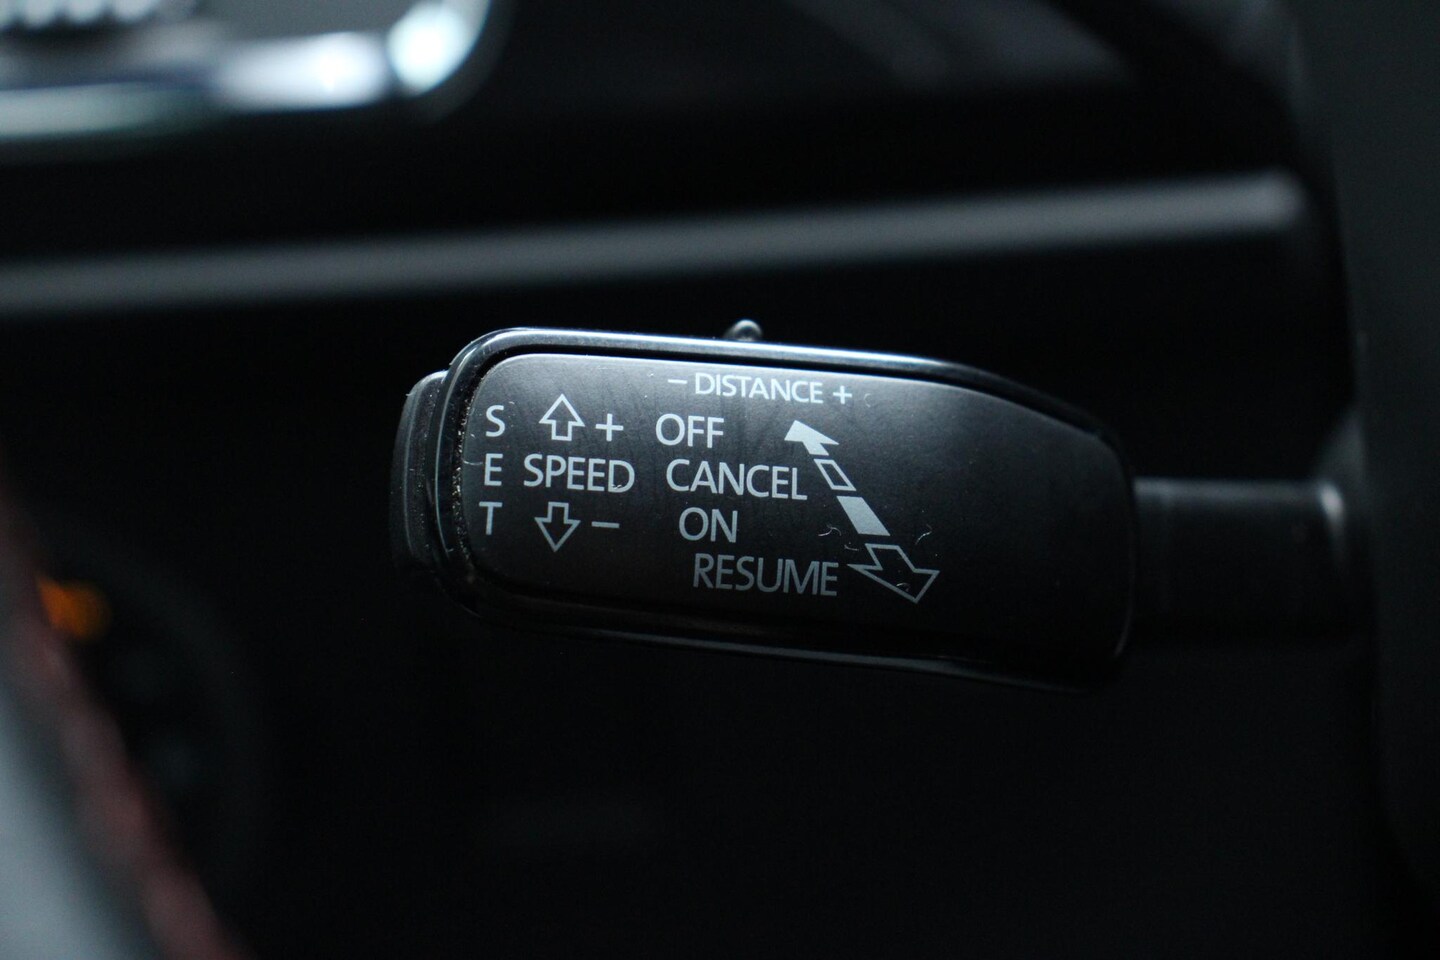 − DISTANCE +
S + OFF
E SPEED CANCEL
T − ON
RESUME